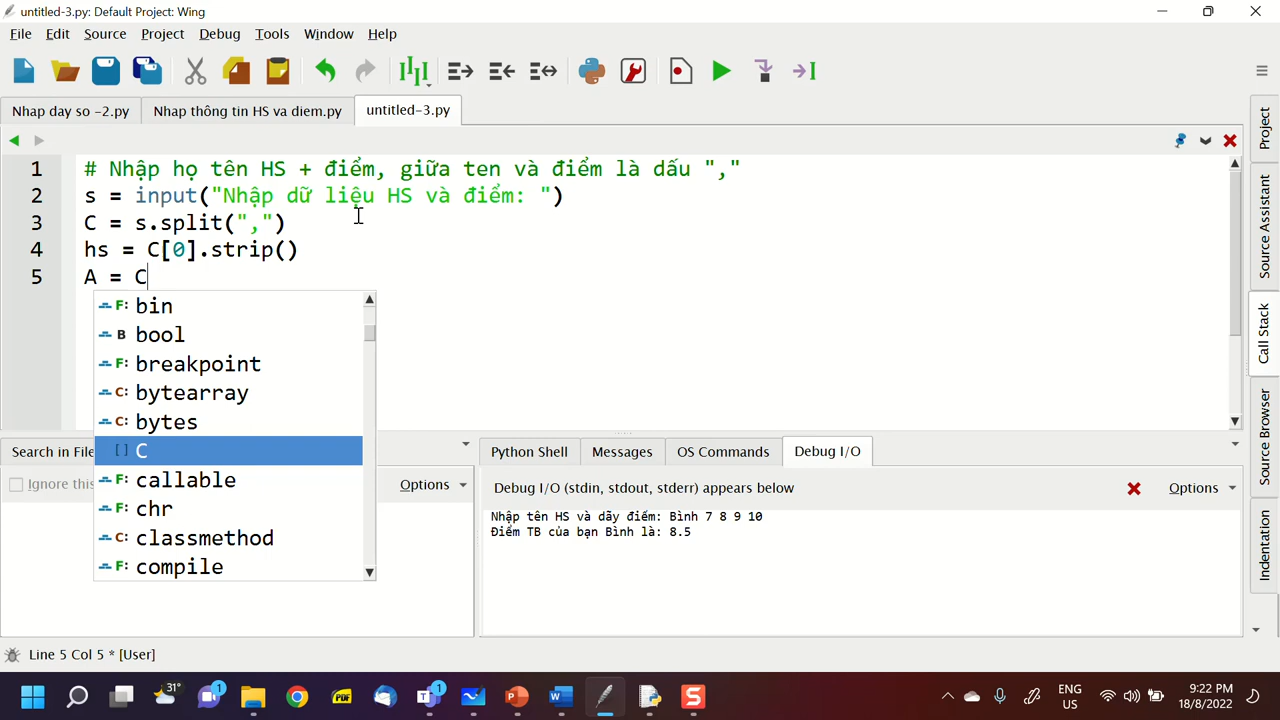 untitled-3.py: Default Project: Wing
File Edit Source Project Debug Tools Window Help
Nhap day so -2.py Nhap thông tin HS va diem.py untitled-3.py
1 # Nhập họ tên HS + điểm, giữa ten và điểm là dấu ","
2 s = input("Nhập dữ liệu HS và điểm: ")
3 C = s.split(",")
4 hs = C[0].strip()
5 A = C
F: bin
B bool
F: breakpoint
C: bytearray
C: bytes
[] C
F: callable
F: chr
C: classmethod
F: compile
Search in File
Ignore this
Options
Python Shell Messages OS Commands Debug I/O
Debug I/O (stdin, stdout, stderr) appears below Options
Nhập tên HS và dãy điểm: Bình 7 8 9 10
Điểm TB của bạn Bình là: 8.5
Project
Source Assistant
Call Stack
Source Browser
Indentation
Line 5 Col 5 * [User]
31°
1
PDF
1
ENG
US
9:22 PM
18/8/2022